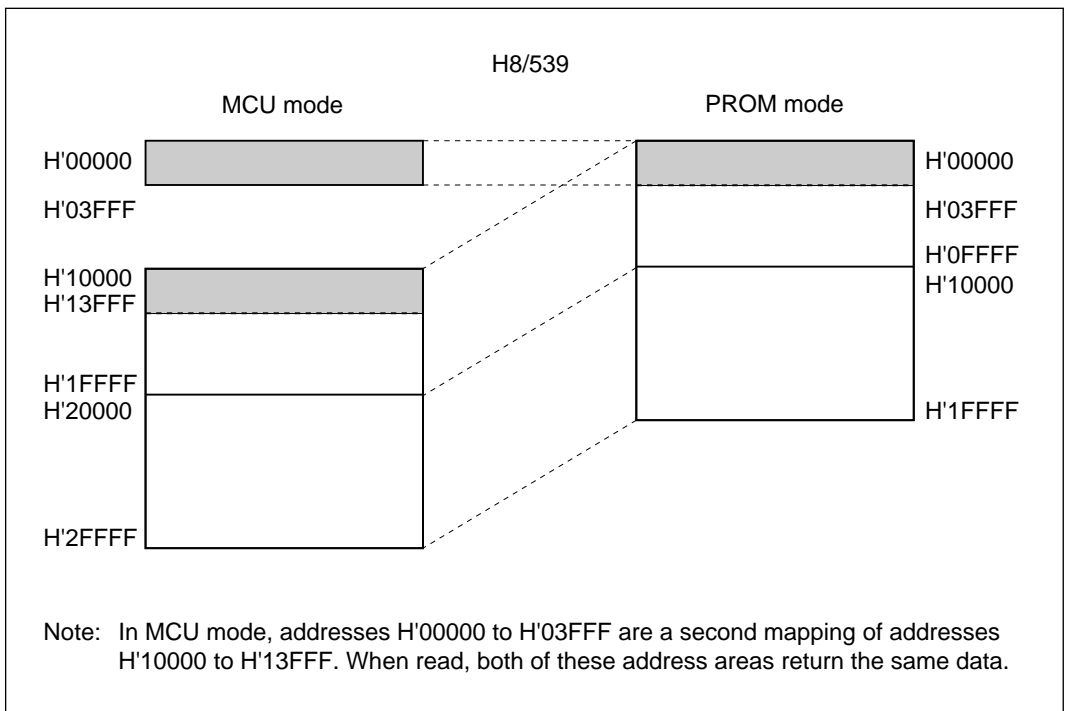 H8/539
MCU mode
PROM mode
H'00000
H'03FFF
H'10000
H'13FFF
H'1FFFF
H'20000
H'2FFFF
H'00000
H'03FFF
H'0FFFF
H'10000
H'1FFFF
Note: In MCU mode, addresses H'00000 to H'03FFF are a second mapping of addresses
H'10000 to H'13FFF. When read, both of these address areas return the same data.